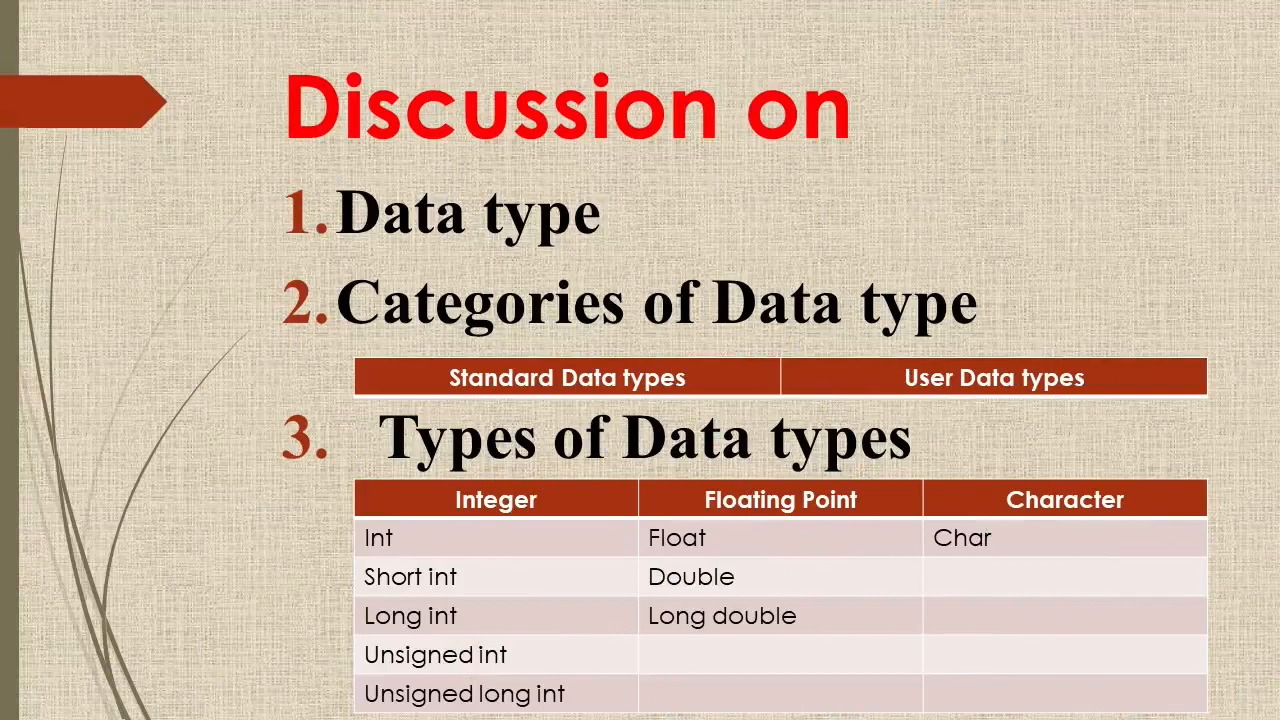 Discussion on
1. Data type
2. Categories of Data type
Standard Data types User Data types
3. Types of Data types
Integer Floating Point Character
Int Float Char
Short int Double
Long int Long double
Unsigned int
Unsigned long int